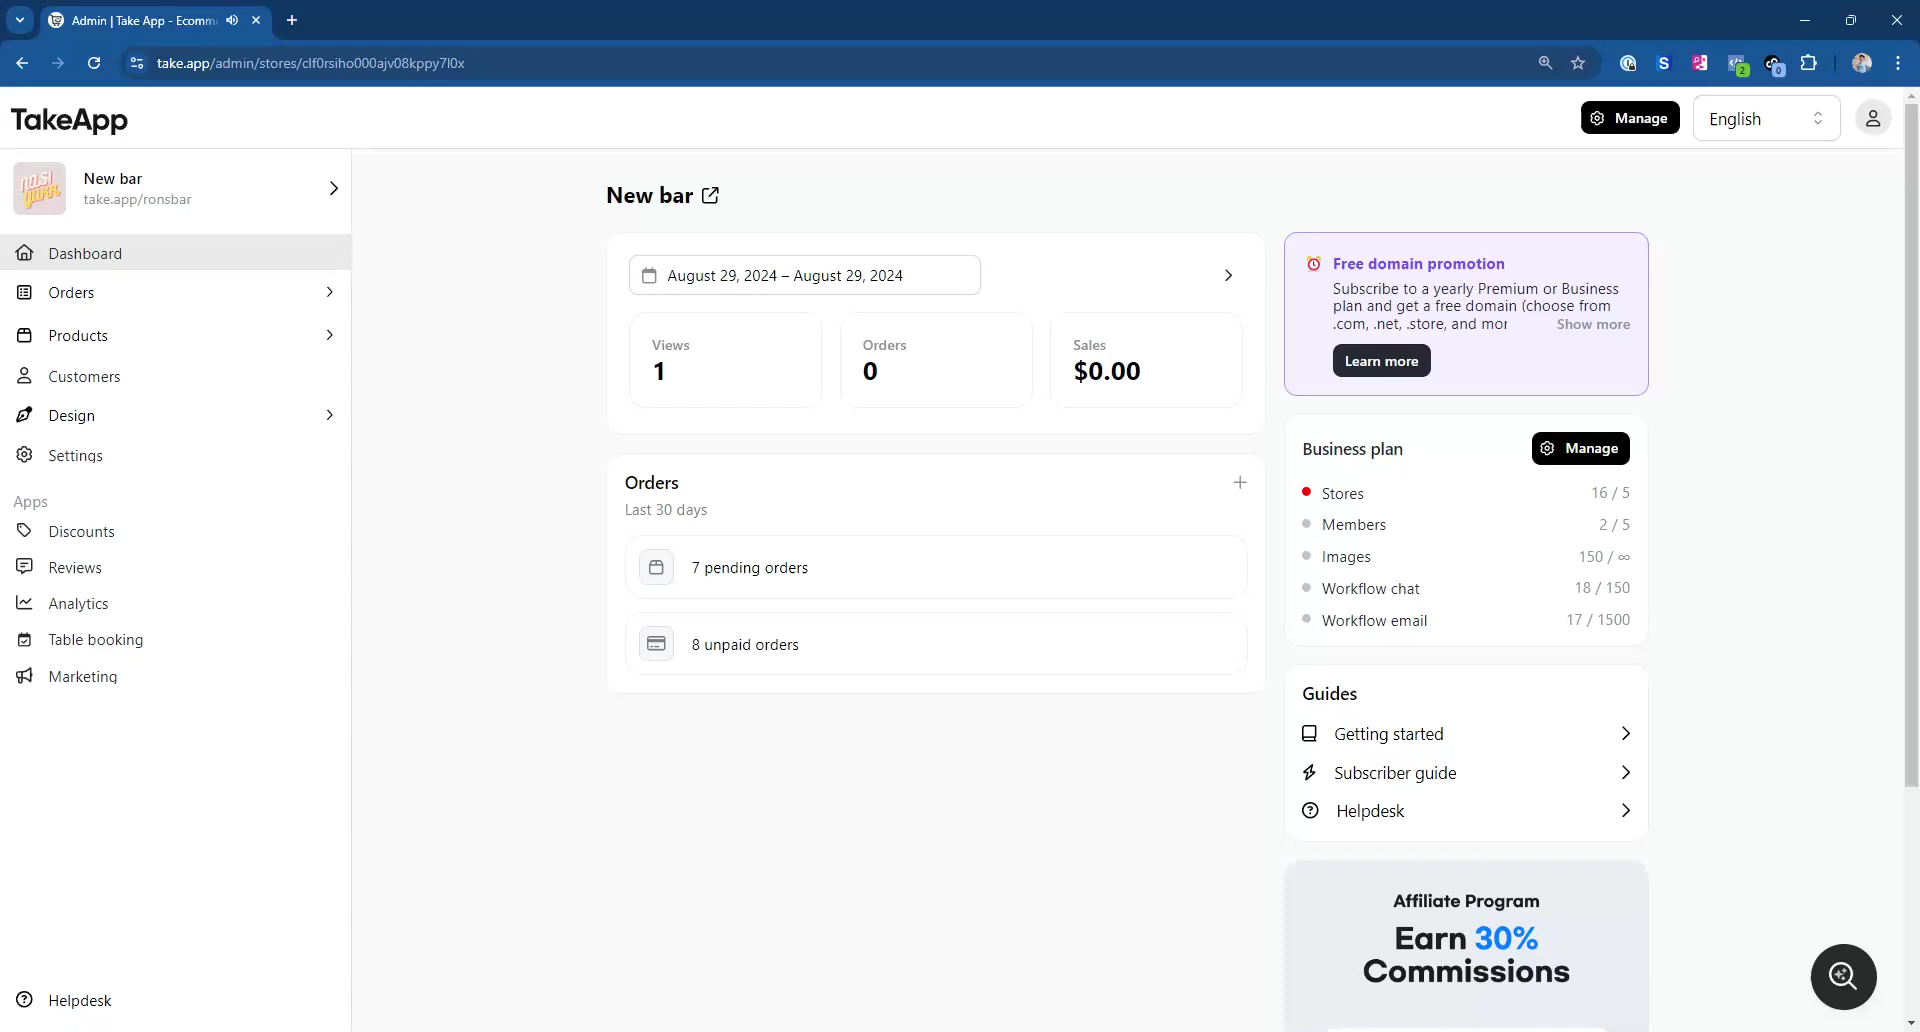 Admin | Take App - Ecomm
take.app/admin/stores/clf0rsiho000ajv08kppy7l0x
2
0
TakeApp
Manage
English
nasi
yukk
New bar
take.app/ronsbar
Dashboard
Orders
Products
Customers
Design
Settings
Apps
Discounts
Reviews
Analytics
Table booking
Marketing
Helpdesk
New bar
August 29, 2024 – August 29, 2024
Views
1
Orders
0
Sales
$0.00
Orders
Last 30 days
7 pending orders
8 unpaid orders
Free domain promotion
Subscribe to a yearly Premium or Business
plan and get a free domain (choose from
.com, .net, .store, and mor Show more
Learn more
Business plan
Manage
Stores 16 / 5
Members 2 / 5
Images 150 / ∞
Workflow chat 18 / 150
Workflow email 17 / 1500
Guides
Getting started
Subscriber guide
Helpdesk
Affiliate Program
Earn 30%
Commissions